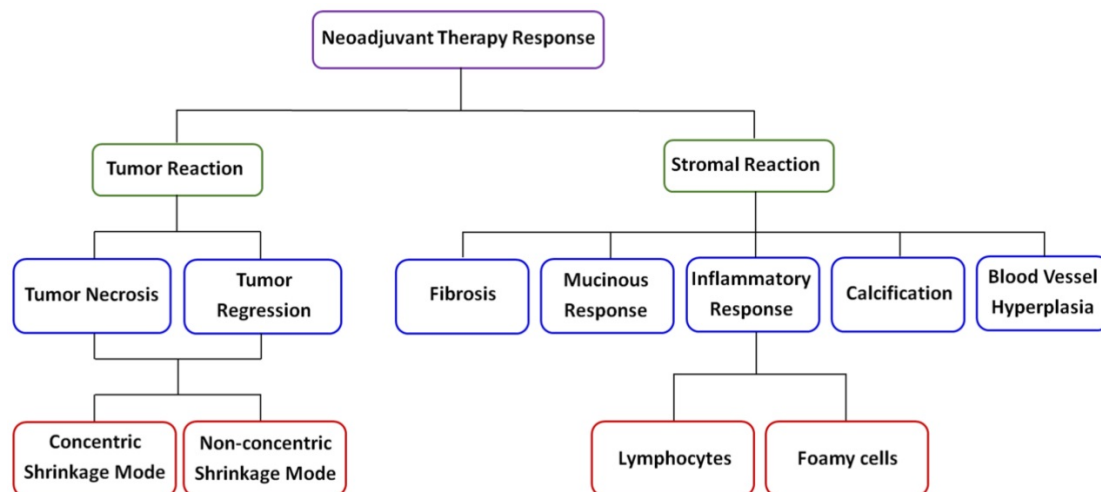 Neoadjuvant Therapy Response
Tumor Reaction
Stromal Reaction
Tumor Necrosis
Tumor
Regression
Fibrosis
Mucinous
Response
Inflammatory
Response
Calcification
Blood Vessel
Hyperplasia
Concentric
Shrinkage Mode
Non-concentric
Shrinkage Mode
Lymphocytes
Foamy cells